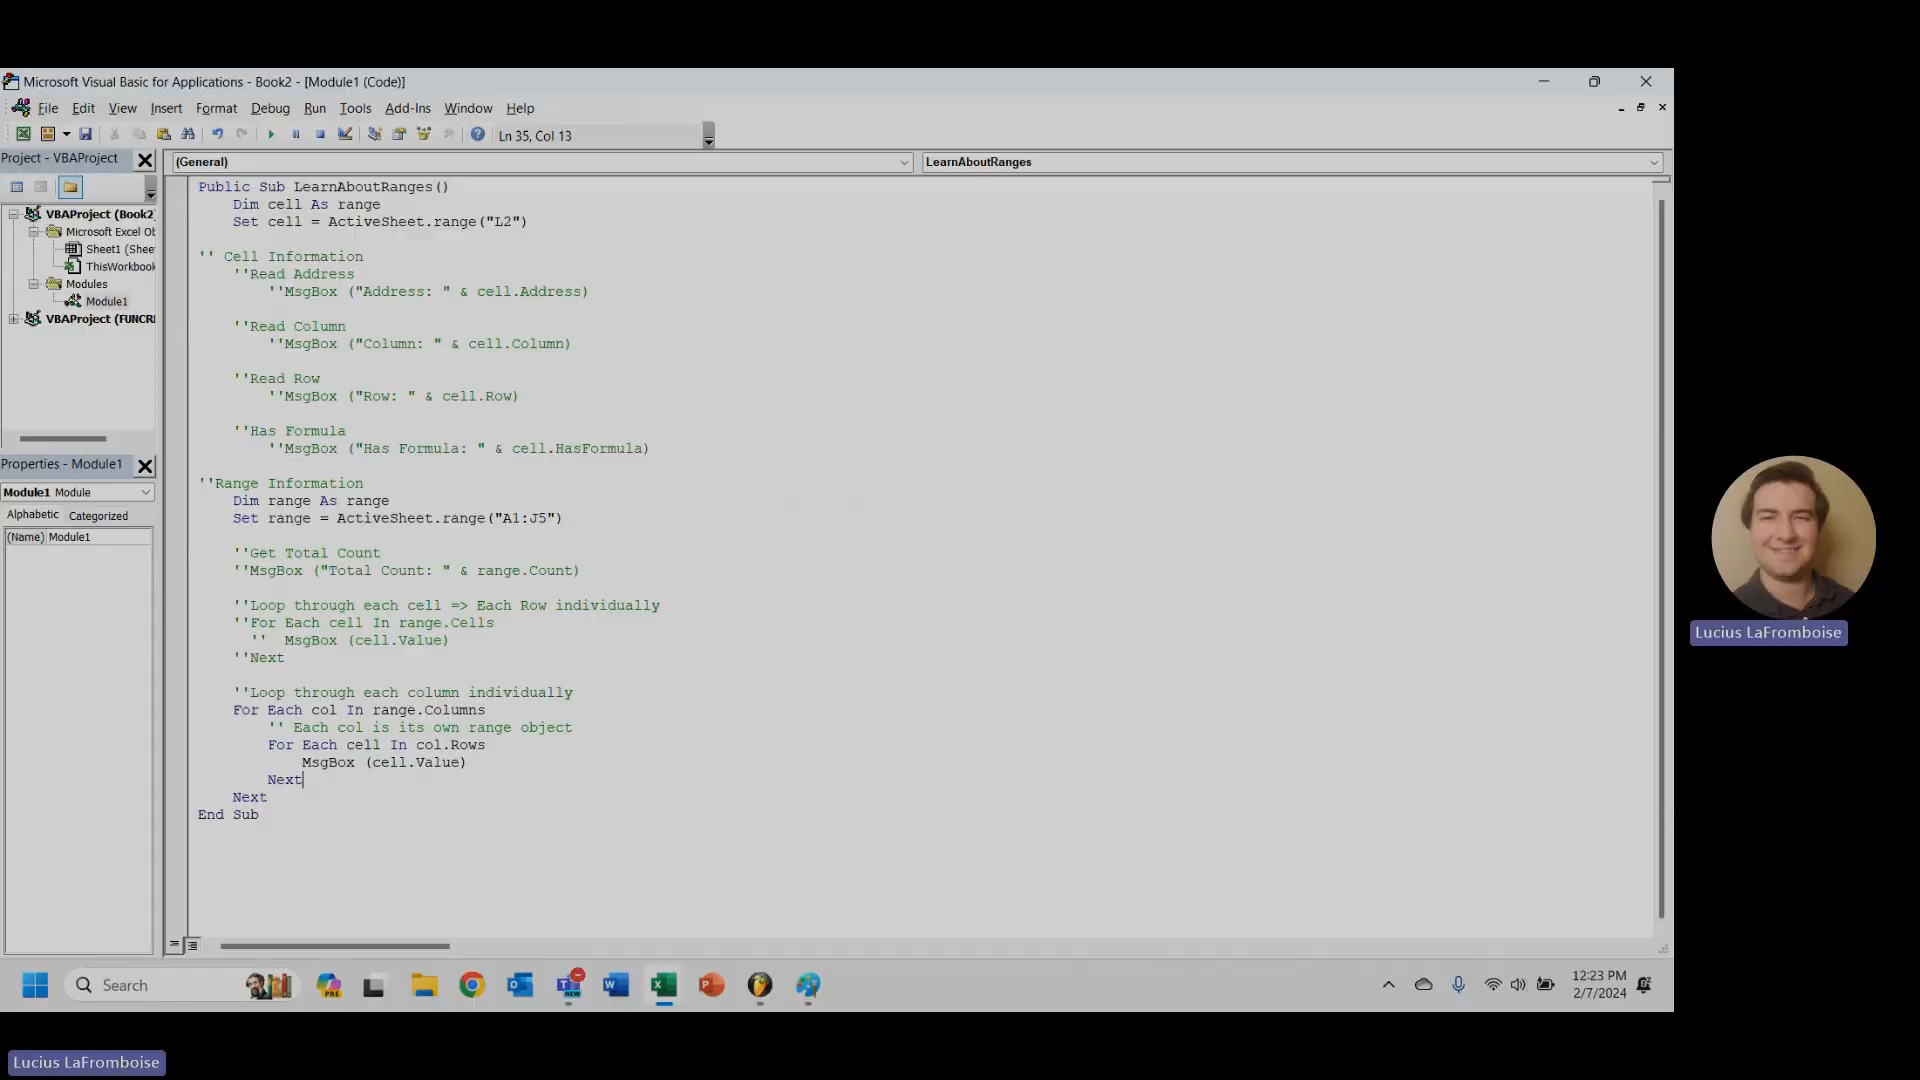 Microsoft Visual Basic for Applications - Book2 - [Module1 (Code)]
File Edit View Insert Format Debug Run Tools Add-Ins Window Help
Ln 35, Col 13
Project - VBAProject
(General)
LearnAboutRanges
VBAProject (Book2
Microsoft Excel Ob
Sheet1 (Shee
ThisWorkbook
Modules
Module1
VBAProject (FUNCRE
Properties - Module1
Module1 Module
Alphabetic Categorized
(Name) Module1
Public Sub LearnAboutRanges()
Dim cell As range
Set cell = ActiveSheet.range("L2")
'' Cell Information
''Read Address
''MsgBox ("Address: " & cell.Address)
''Read Column
''MsgBox ("Column: " & cell.Column)
''Read Row
''MsgBox ("Row: " & cell.Row)
''Has Formula
''MsgBox ("Has Formula: " & cell.HasFormula)
''Range Information
Dim range As range
Set range = ActiveSheet.range("A1:J5")
''Get Total Count
''MsgBox ("Total Count: " & range.Count)
''Loop through each cell => Each Row individually
''For Each cell In range.Cells
'' MsgBox (cell.Value)
''Next
''Loop through each column individually
For Each col In range.Columns
'' Each col is its own range object
For Each cell In col.Rows
MsgBox (cell.Value)
Next
Next
End Sub
Lucius LaFromboise
Search
PRE
NEW
12:23 PM
2/7/2024
Lucius LaFromboise